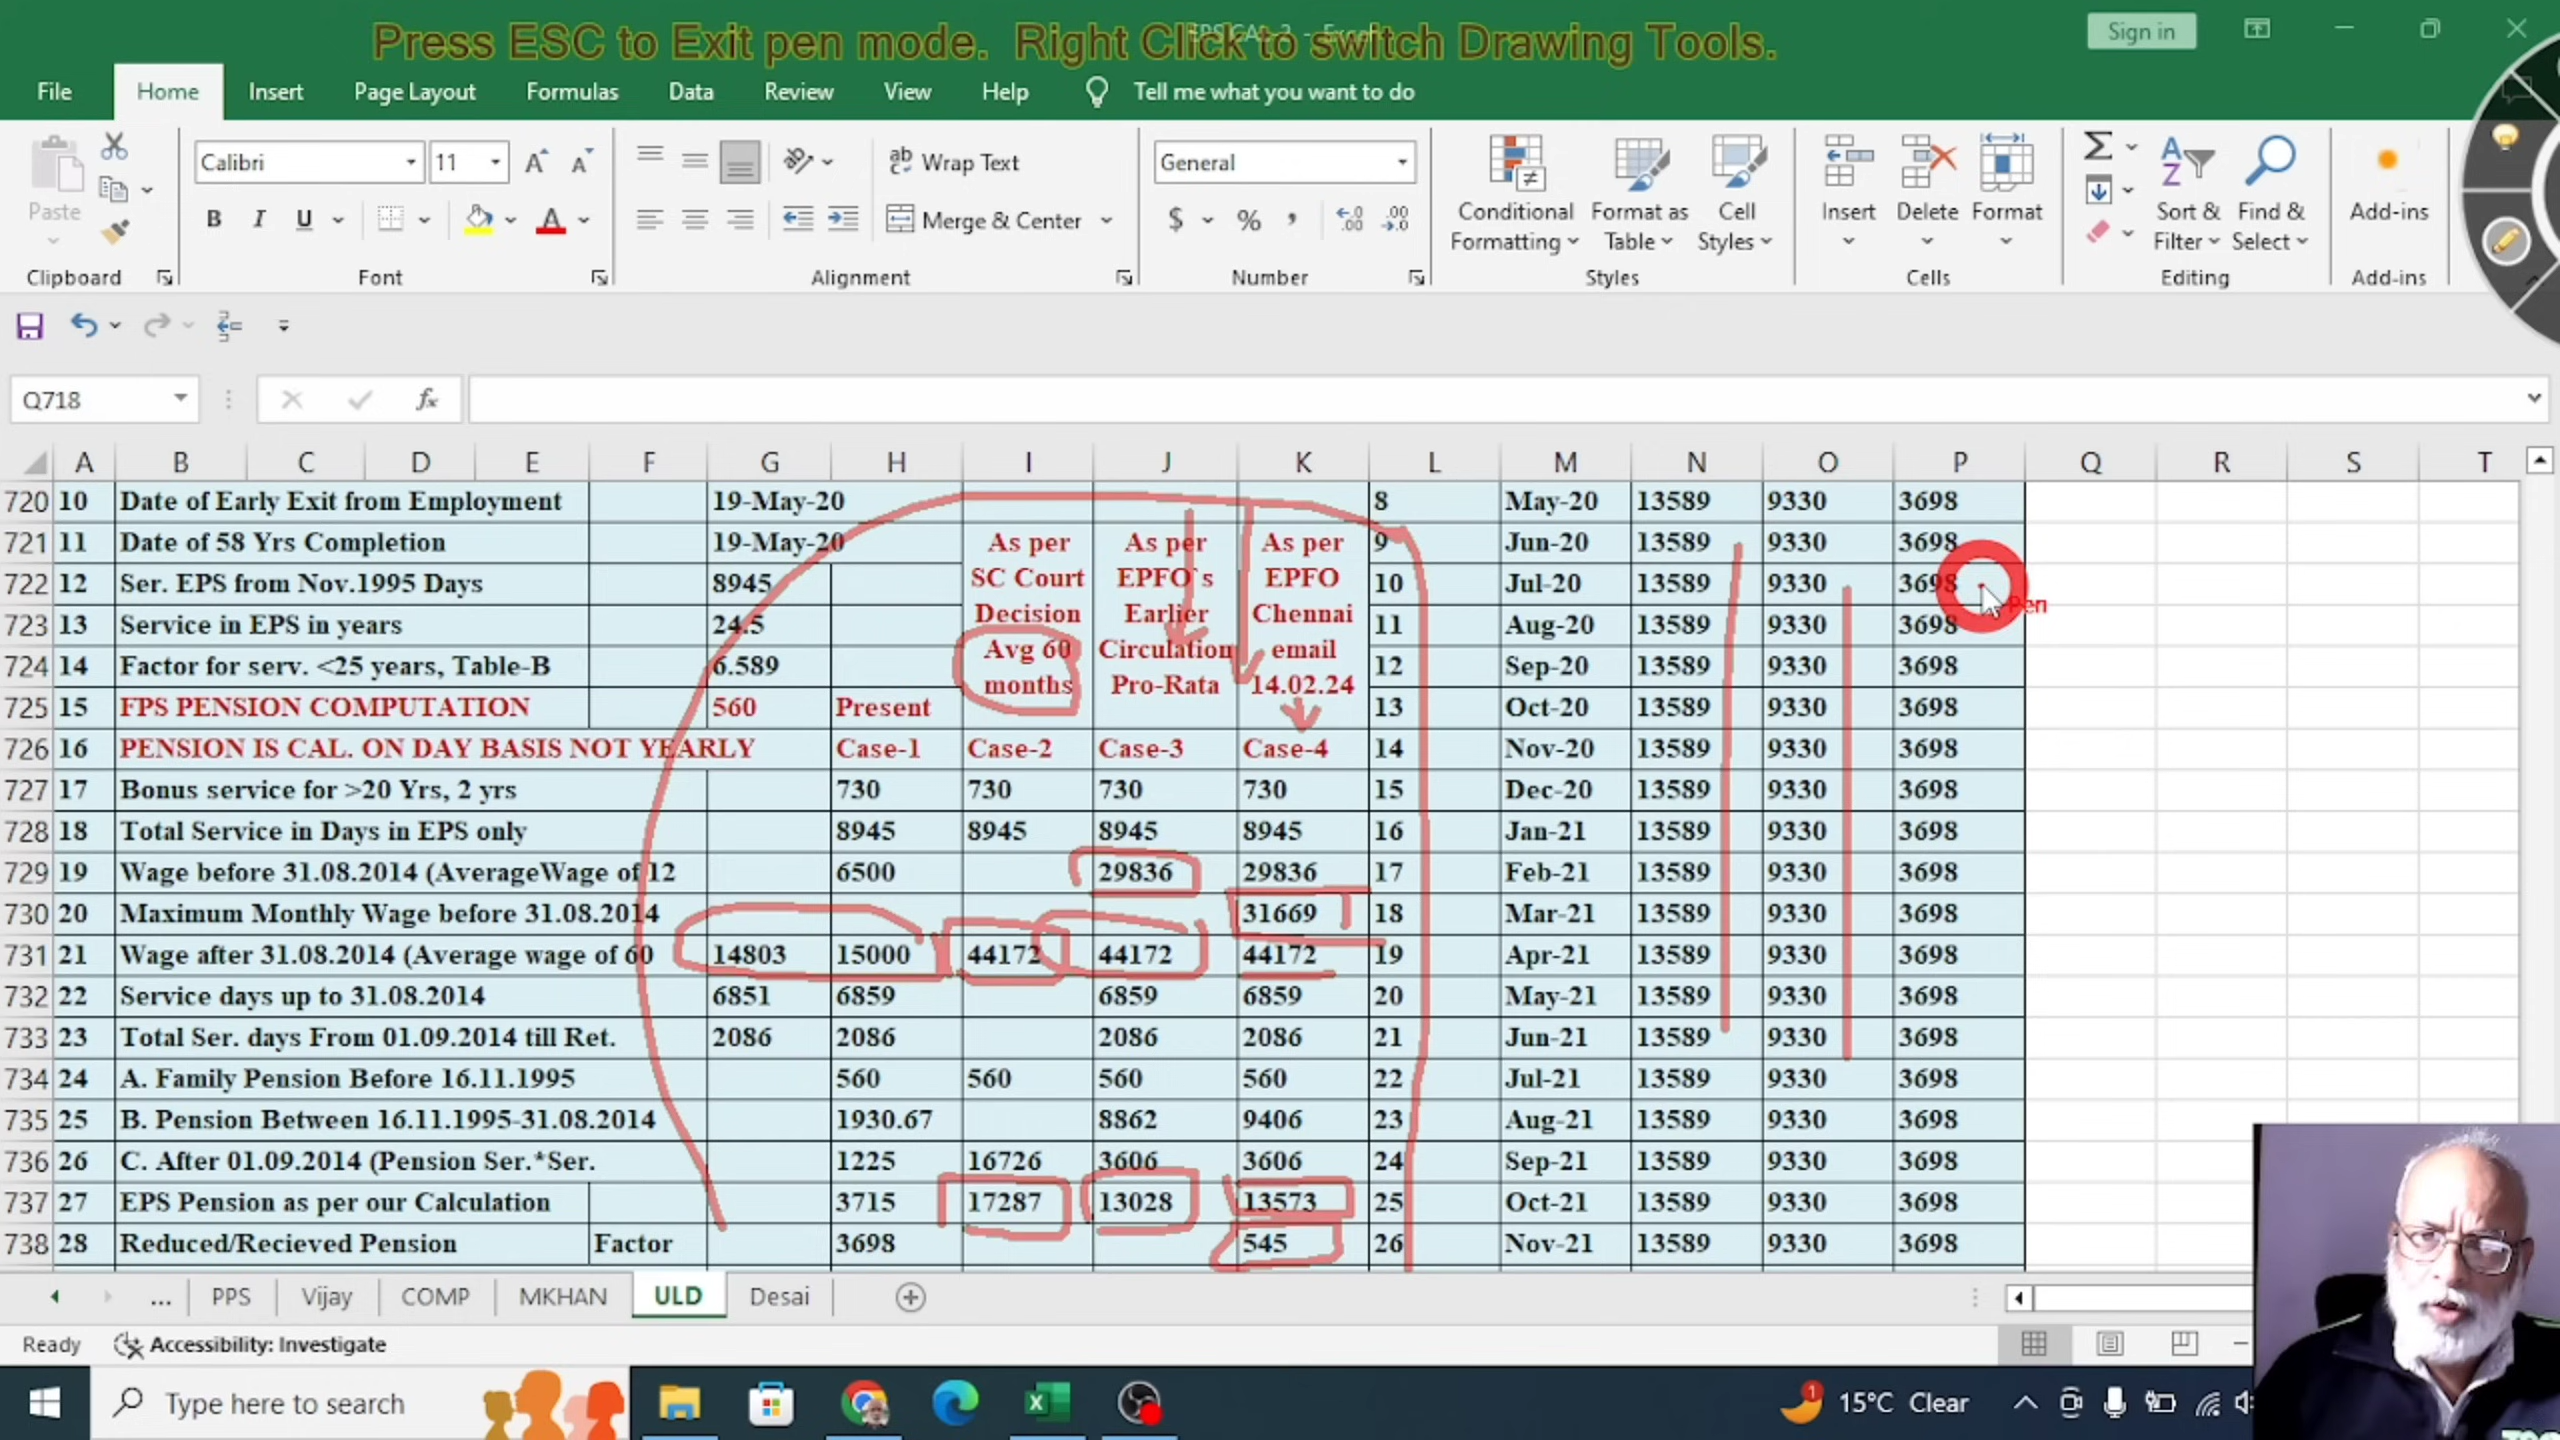 Press ESC to Exit pen mode. Right Click to switch Drawing Tools.
Sign in
File Home Insert Page Layout Formulas Data Review View Help Tell me what you want to do
Paste
Clipboard
Calibri 11
B I U
Font
Wrap Text
Merge & Center
Alignment
General
$ % ,
Number
Conditional Formatting
Format as Table
Cell Styles
Styles
Insert Delete Format
Cells
Sort & Filter
Find & Select
Editing
Add-ins
Add-ins
Q718 fx
A B C D E F G H I J K L M N O P Q R S T
720 10 Date of Early Exit from Employment 19-May-20 8 May-20 13589 9330 3698
721 11 Date of 58 Yrs Completion 19-May-20 9 Jun-20 13589 9330 3698
722 12 Ser. EPS from Nov.1995 Days 8945 10 Jul-20 13589 9330 3698
723 13 Service in EPS in years 24.5 11 Aug-20 13589 9330 3698
724 14 Factor for serv. <25 years, Table-B 6.589 12 Sep-20 13589 9330 3698
As per SC Court Decision Avg 60 months
As per EPFO`s Earlier Circulation Pro-Rata
As per EPFO Chennai email 14.02.24
Pen
725 15 FPS PENSION COMPUTATION 560 Present 13 Oct-20 13589 9330 3698
726 16 PENSION IS CAL. ON DAY BASIS NOT YEARLY Case-1 Case-2 Case-3 Case-4 14 Nov-20 13589 9330 3698
727 17 Bonus service for >20 Yrs, 2 yrs 730 730 730 730 15 Dec-20 13589 9330 3698
728 18 Total Service in Days in EPS only 8945 8945 8945 8945 16 Jan-21 13589 9330 3698
729 19 Wage before 31.08.2014 (AverageWage of 12 6500 29836 29836 17 Feb-21 13589 9330 3698
730 20 Maximum Monthly Wage before 31.08.2014 31669 18 Mar-21 13589 9330 3698
731 21 Wage after 31.08.2014 (Average wage of 60 14803 15000 44172 44172 44172 19 Apr-21 13589 9330 3698
732 22 Service days up to 31.08.2014 6851 6859 6859 6859 20 May-21 13589 9330 3698
733 23 Total Ser. days From 01.09.2014 till Ret. 2086 2086 2086 2086 21 Jun-21 13589 9330 3698
734 24 A. Family Pension Before 16.11.1995 560 560 560 560 22 Jul-21 13589 9330 3698
735 25 B. Pension Between 16.11.1995-31.08.2014 1930.67 8862 9406 23 Aug-21 13589 9330 3698
736 26 C. After 01.09.2014 (Pension Ser.*Ser. 1225 16726 3606 3606 24 Sep-21 13589 9330 3698
737 27 EPS Pension as per our Calculation 3715 17287 13028 13573 25 Oct-21 13589 9330 3698
738 28 Reduced/Recieved Pension Factor 3698 545 26 Nov-21 13589 9330 3698
... PPS Vijay COMP MKHAN ULD Desai
Ready Accessibility: Investigate
Type here to search
1 15°C Clear